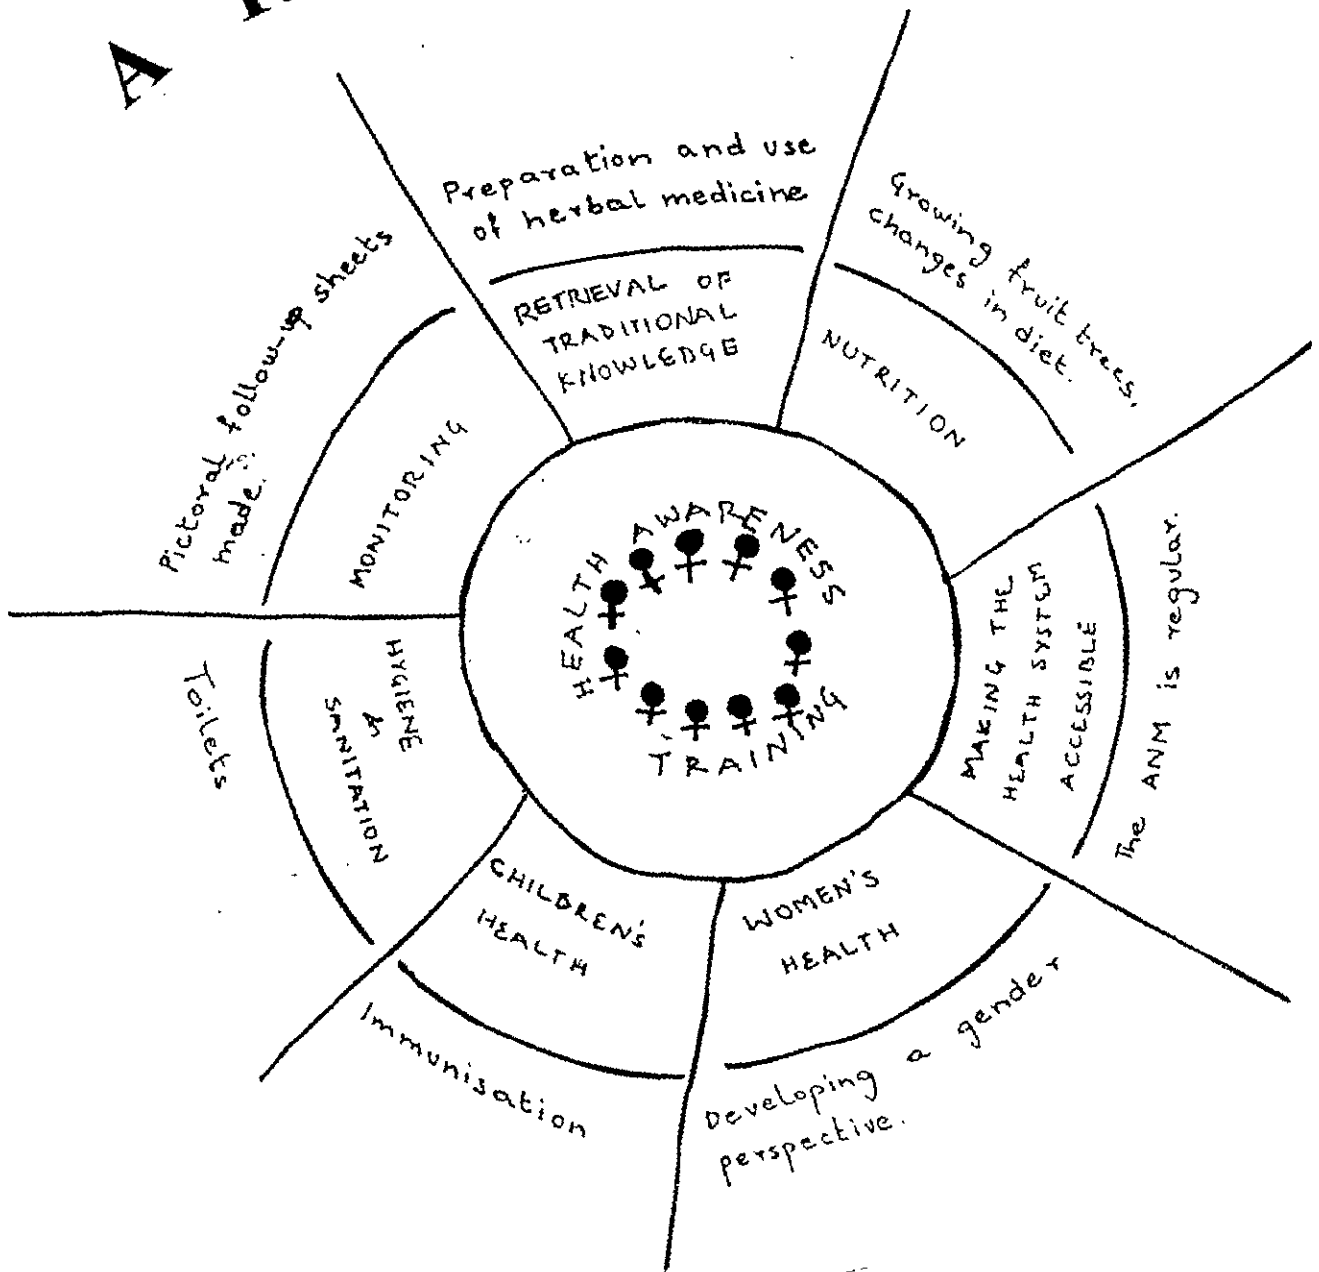 A
Preparation and use
of herbal medicine
RETRIEVAL OF
TRADITIONAL
KNOWLEDGE
Growing fruit trees,
changes in diet.
NUTRITION
The ANM is regular.
MAKING THE
HEALTH SYSTEM
ACCESSIBLE
WOMEN'S
HEALTH
Developing a gender
perspective.
CHILDREN'S
HEALTH
Immunisation
HYGIENE
&
SANITATION
Toilets
MONITORING
Pictoral follow-up sheets
made.
HEALTH AWARENESS
TRAINING